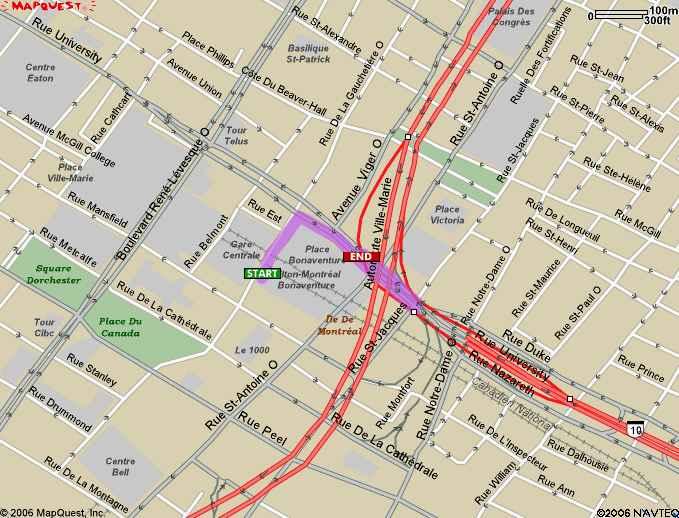 MAPQUEST
Palais Des
Congrès
100m
0
300ft
Rue University
Rue St-Alexandre
Place Phillips
Basilique
St-Patrick
Rue De La Gauchetière O
Centre
Eaton
Avenue Union
Côte Du Beaver-Hall
Rue St-Antoine O
Ruelle Des Fortifications
Rue St-Jean
Rue St-Pierre
Rue St-Alexis
Rue Cathcart
Avenue McGill College
Tour
Telus
Avenue Viger O
Rue St-Jacques
Rue Ste-Hélène
Place
Ville-Marie
Boulevard René-Lévesque O
Rue Mansfield
Rue Belmont
Rue Est
Autoroute Ville-Marie
Place
Victoria
Rue De Longueuil
Rue McGill
Rue St-Henri
Rue Metcalfe
Gare
Centrale
Place
Bonaventure
END
START
lton-Montréal
Bonaventure
Rue Notre-Dame O
Rue St-Maurice
Rue St-Paul O
Square
Dorchester
Rue De La Cathédrale
Place Du
Canada
Tour
Cibc
Île De
Montréal
Rue St-Jacques
Rue Duke
Rue University
Rue Nazareth
Rue Prince
Le 1000
Rue Stanley
Rue St-Antoine O
Rue Monfort
Rue Notre-Dame O
Canadien National
Rue Drummond
Rue Peel
Rue De La Cathédrale
10
Centre
Bell
Rue De La Montagne
Rue De L'Inspecteur
Rue Dalhousie
Rue William
Rue Ann
© 2006 MapQuest, Inc.
©2006 NAVTEQ